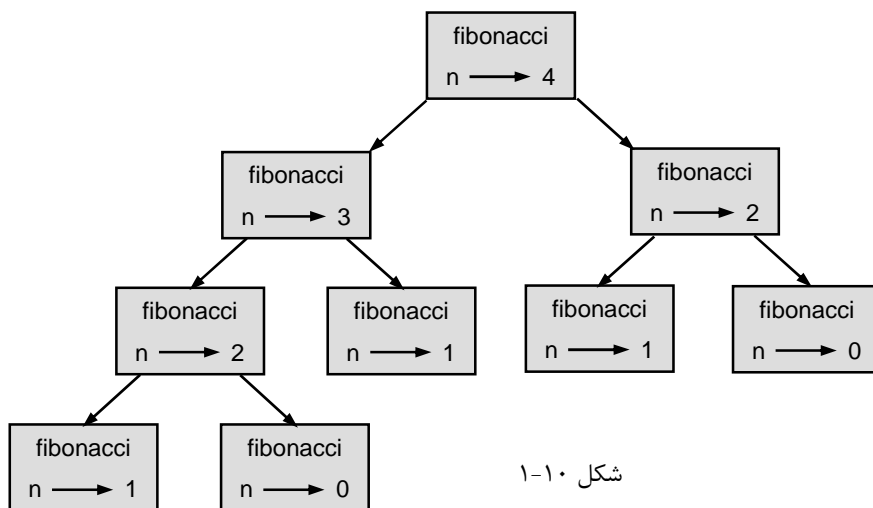 fibonacci
n 4
fibonacci
n 3
fibonacci
n 2
fibonacci
n 2
fibonacci
n 1
fibonacci
n 1
fibonacci
n 0
fibonacci
n 1
fibonacci
n 0
شکل ۱۰-۱